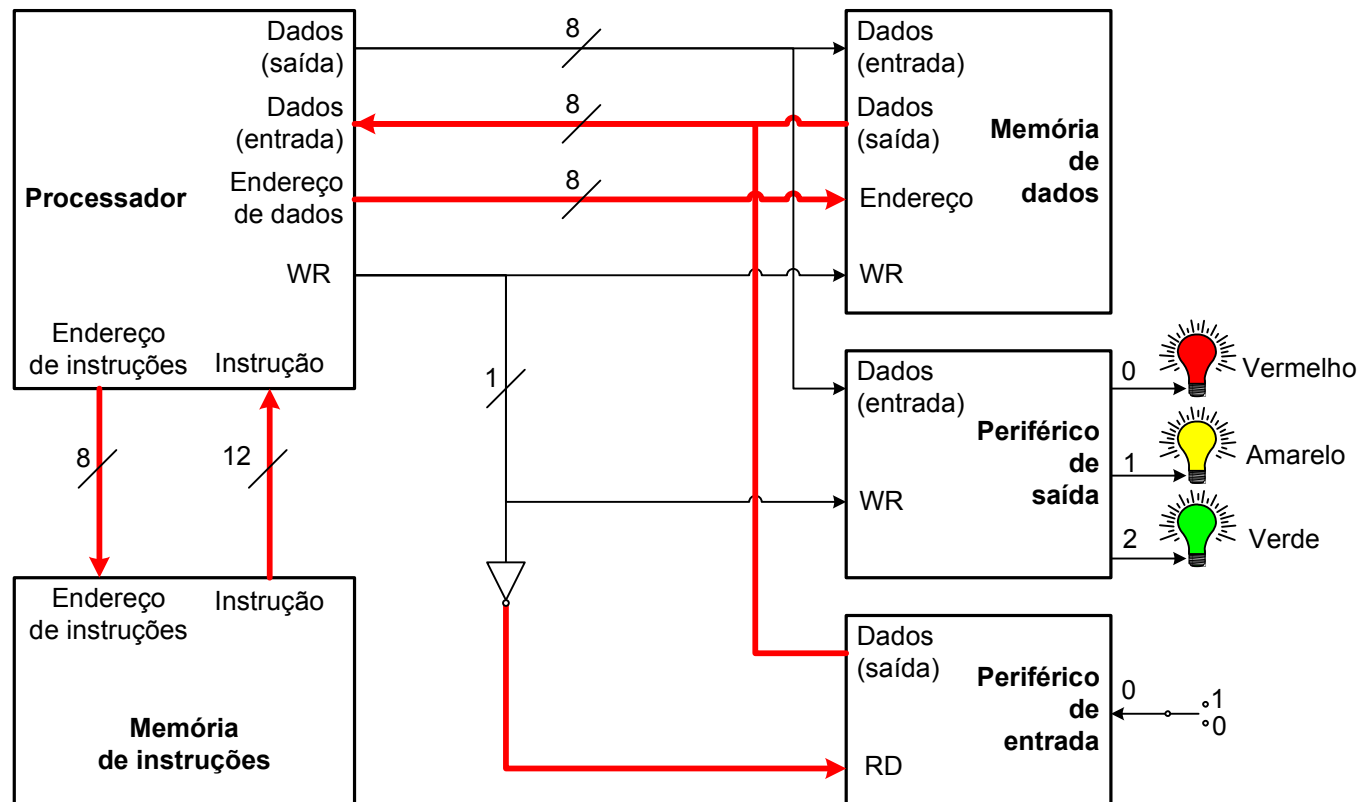 Dados
(saída)
8
Dados
(entrada)
Dados
(entrada)
8
Dados
(saída)
Memória
de
dados
Processador
Endereço
de dados
8
Endereço
WR
WR
Endereço
de instruções
Instrução
1
Dados
(entrada)
Periférico
de
saída
WR
0
Vermelho
1
Amarelo
2
Verde
8
12
Endereço
de instruções
Instrução
Memória
de instruções
Dados
(saída)
Periférico
de
entrada
RD
0
1
0